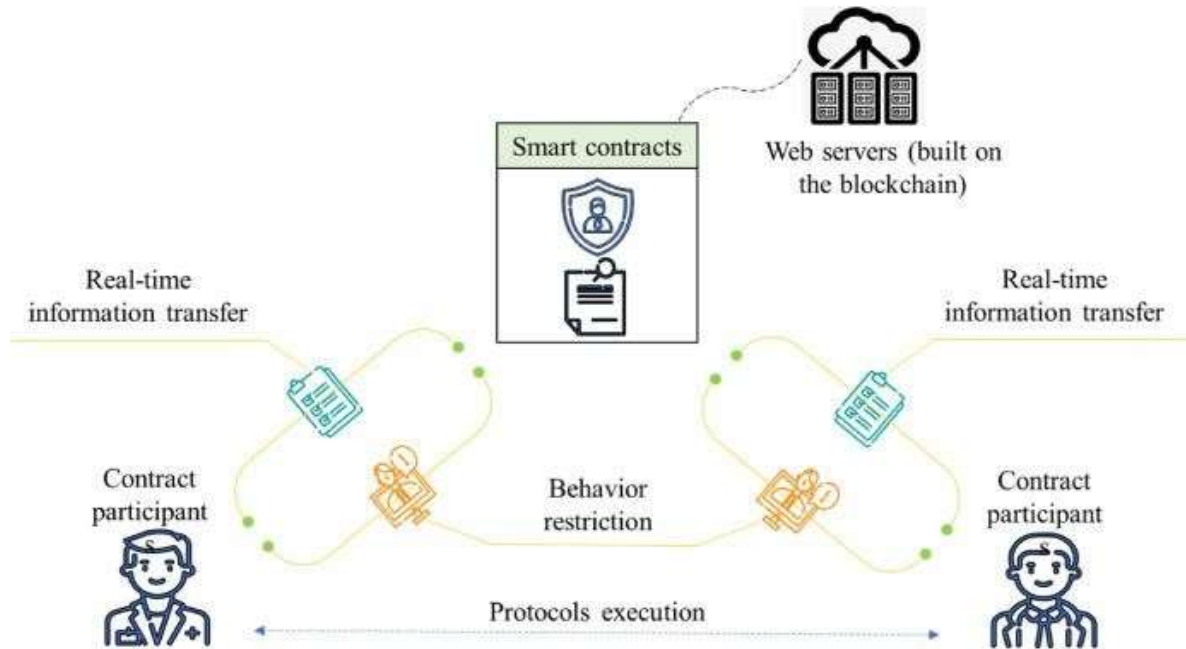 Smart contracts
Web servers (built on
the blockchain)
Real-time
information transfer
Real-time
information transfer
Contract
participant
s
Behavior
restriction
Contract
participant
s
Protocols execution